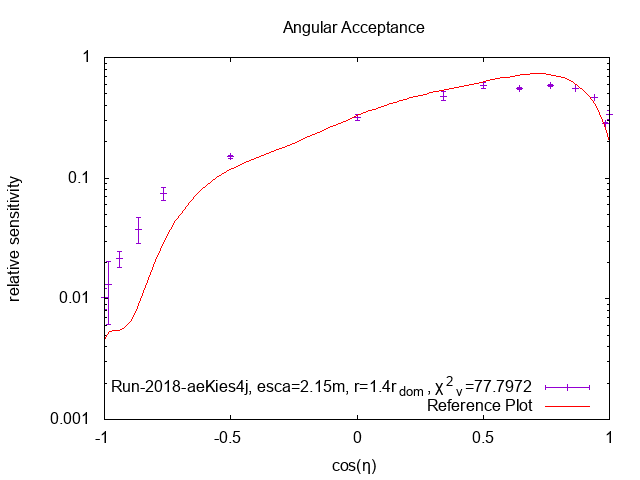 Angular Acceptance
1
0.1
0.01
0.001
relative sensitivity
Run-2018-aeKies4j, esca=2.15m, r=1.4r_dom, χ²_ν=77.7972
Reference Plot
-1 -0.5 0 0.5 1
cos(η)